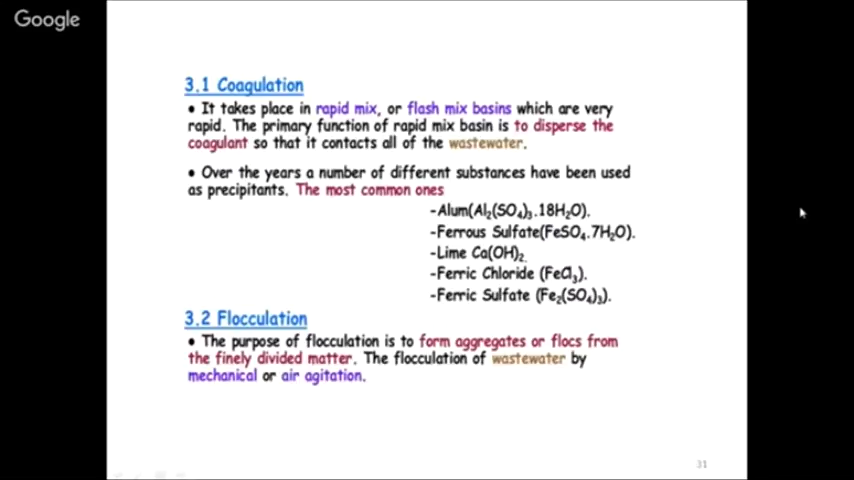 Google
3.1 Coagulation
• It takes place in rapid mix, or flash mix basins which are very
rapid. The primary function of rapid mix basin is to disperse the
coagulant so that it contacts all of the wastewater.
• Over the years a number of different substances have been used
as precipitants. The most common ones
-Alum(Al₂(SO₄)₃.18H₂O).
-Ferrous Sulfate(FeSO₄.7H₂O).
-Lime Ca(OH)₂.
-Ferric Chloride (FeCl₃).
-Ferric Sulfate (Fe₂(SO₄)₃).
3.2 Flocculation
• The purpose of flocculation is to form aggregates or flocs from
the finely divided matter. The flocculation of wastewater by
mechanical or air agitation.
31